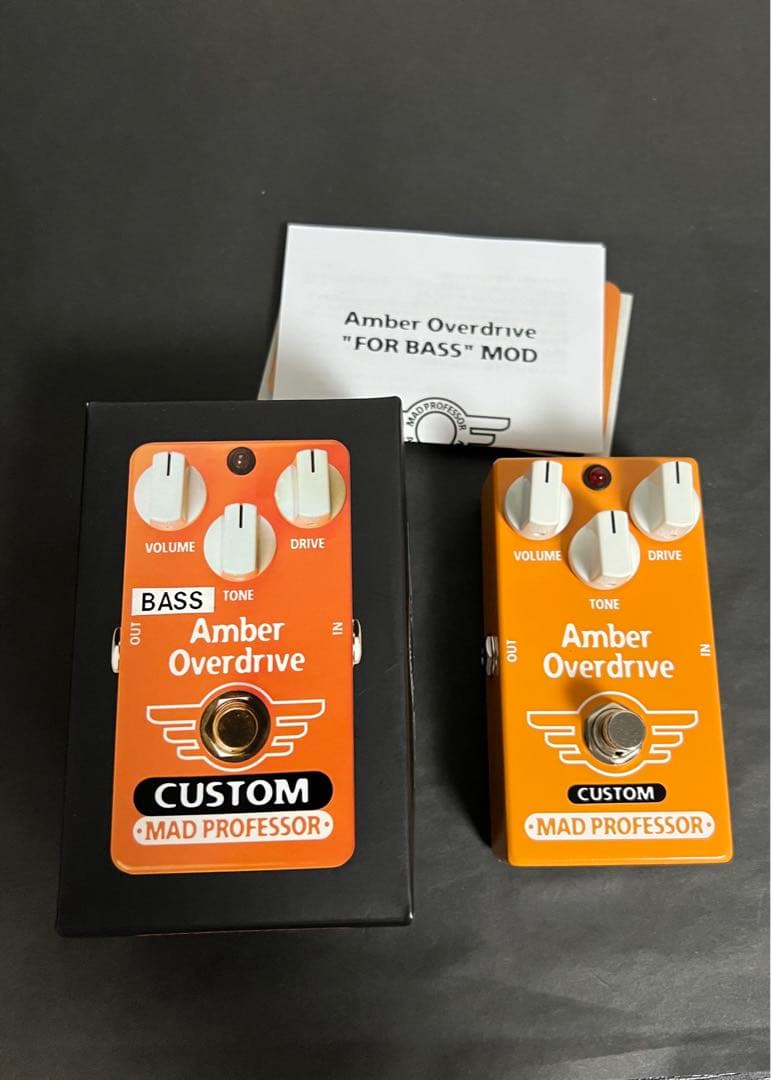 Amber Overdrive
"FOR BASS" MOD
MAD PROFESSOR
VOLUME
DRIVE
TONE
BASS
OUT
IN
Amber
Overdrive
CUSTOM
MAD PROFESSOR
VOLUME
DRIVE
TONE
OUT
IN
Amber
Overdrive
CUSTOM
MAD PROFESSOR